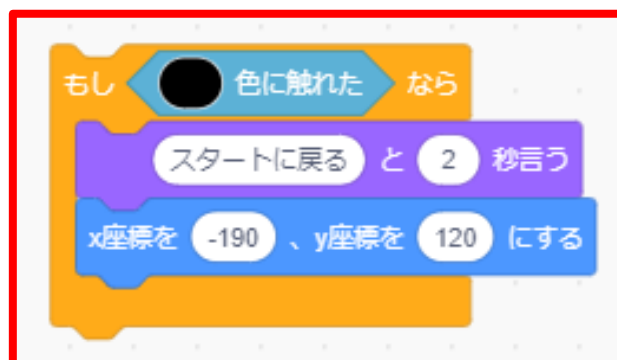 もし 色に触れた なら
スタートに戻る と 2 秒言う
x座標を -190 、y座標を 120 にする